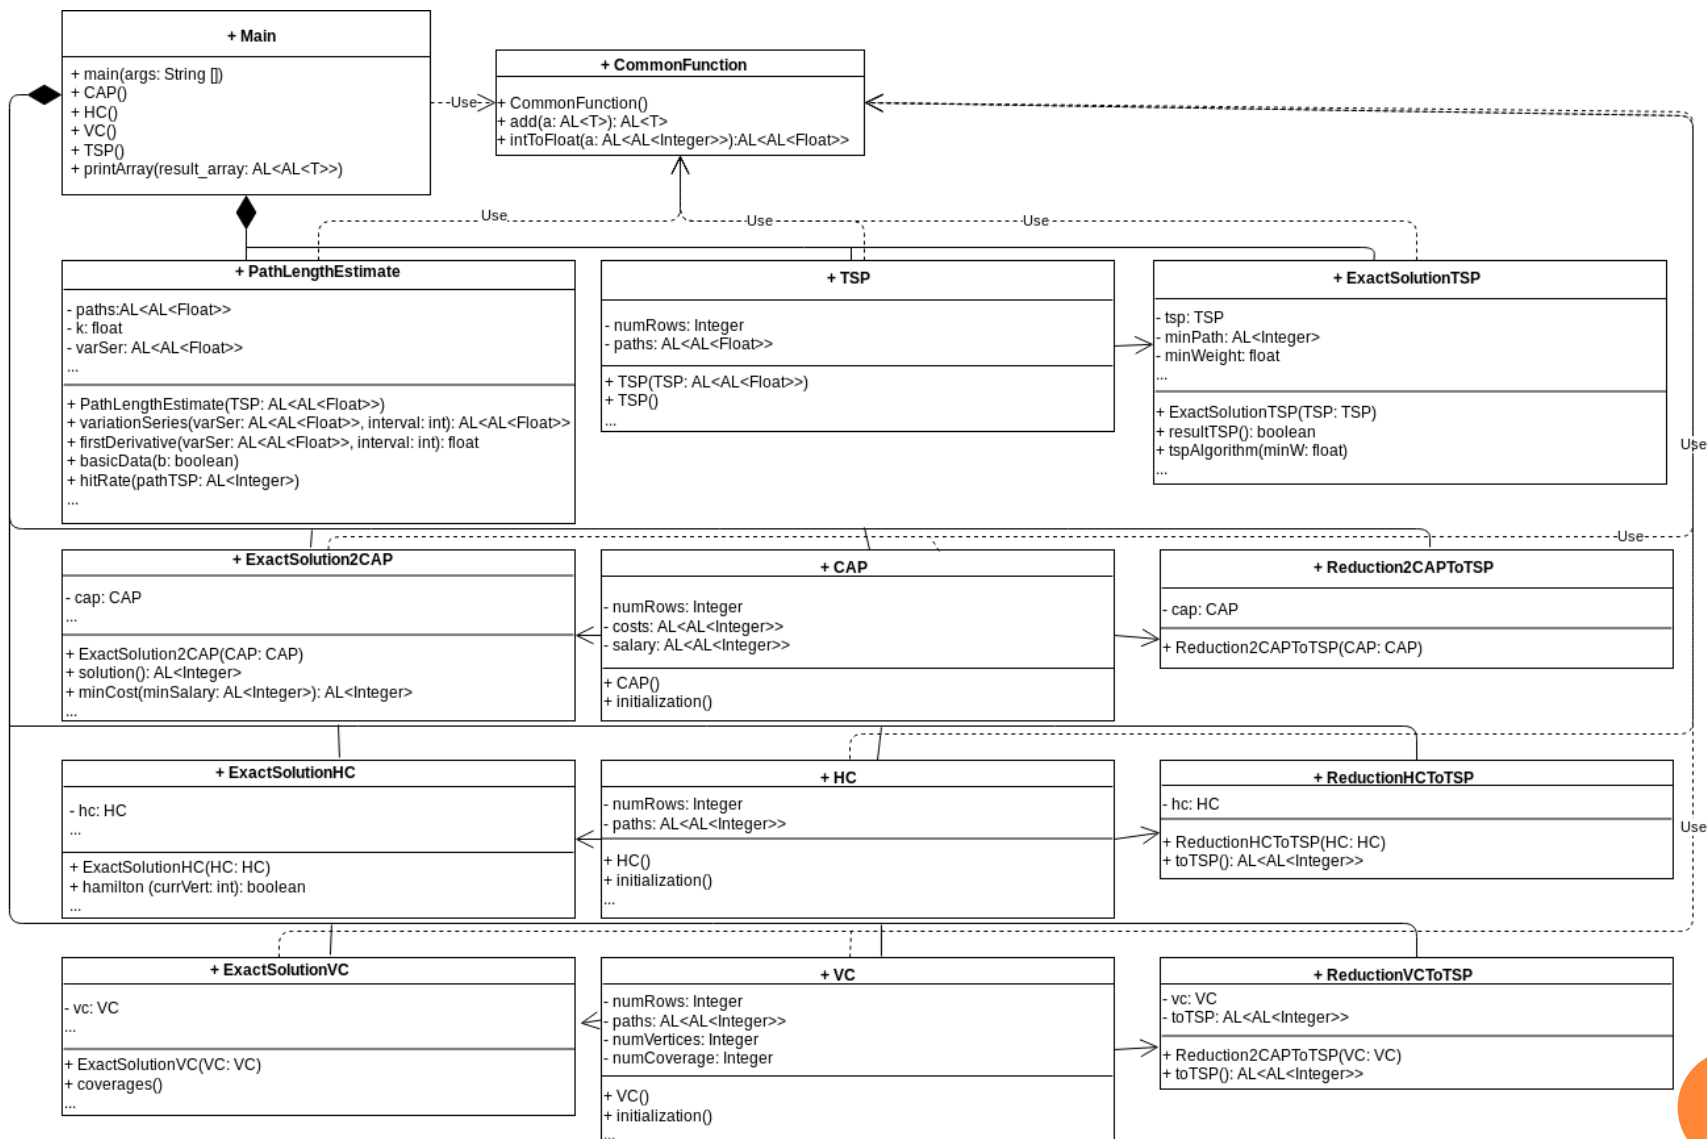 + Main
+ main(args: String [])
+ CAP()
+ HC()
+ VC()
+ TSP()
+ printArray(result_array: AL<AL<T>>)
Use
+ CommonFunction
+ CommonFunction()
+ add(a: AL<T>): AL<T>
+ intToFloat(a: AL<AL<Integer>>):AL<AL<Float>>
Use
Use
Use
+ PathLengthEstimate
- paths:AL<AL<Float>>
- k: float
- varSer: AL<AL<Float>>
...
+ PathLengthEstimate(TSP: AL<AL<Float>>)
+ variationSeries(varSer: AL<AL<Float>>, interval: int): AL<AL<Float>>
+ firstDerivative(varSer: AL<AL<Float>>, interval: int): float
+ basicData(b: boolean)
+ hitRate(pathTSP: AL<Integer>)
...
+ TSP
- numRows: Integer
- paths: AL<AL<Float>>
+ TSP(TSP: AL<AL<Float>>)
+ TSP()
...
+ ExactSolutionTSP
- tsp: TSP
- minPath: AL<Integer>
- minWeight: float
...
+ ExactSolutionTSP(TSP: TSP)
+ resultTSP(): boolean
+ tspAlgorithm(minW: float)
...
Use
Use
+ ExactSolution2CAP
- cap: CAP
...
+ ExactSolution2CAP(CAP: CAP)
+ solution(): AL<Integer>
+ minCost(minSalary: AL<Integer>): AL<Integer>
...
+ CAP
- numRows: Integer
- costs: AL<AL<Integer>>
- salary: AL<AL<Integer>>
+ CAP()
+ initialization()
+ Reduction2CAPToTSP
- cap: CAP
+ Reduction2CAPToTSP(CAP: CAP)
+ ExactSolutionHC
- hc: HC
...
+ ExactSolutionHC(HC: HC)
+ hamilton (currVert: int): boolean
...
+ HC
- numRows: Integer
- paths: AL<AL<Integer>>
+ HC()
+ initialization()
...
+ ReductionHCToTSP
- hc: HC
+ ReductionHCToTSP(HC: HC)
+ toTSP(): AL<AL<Integer>>
Use
+ ExactSolutionVC
- vc: VC
...
+ ExactSolutionVC(VC: VC)
+ coverages()
...
+ VC
- numRows: Integer
- paths: AL<AL<Integer>>
- numVertices: Integer
- numCoverage: Integer
+ VC()
+ initialization()
...
+ ReductionVCToTSP
- vc: VC
- toTSP: AL<AL<Integer>>
+ Reduction2CAPToTSP(VC: VC)
+ toTSP(): AL<AL<Integer>>